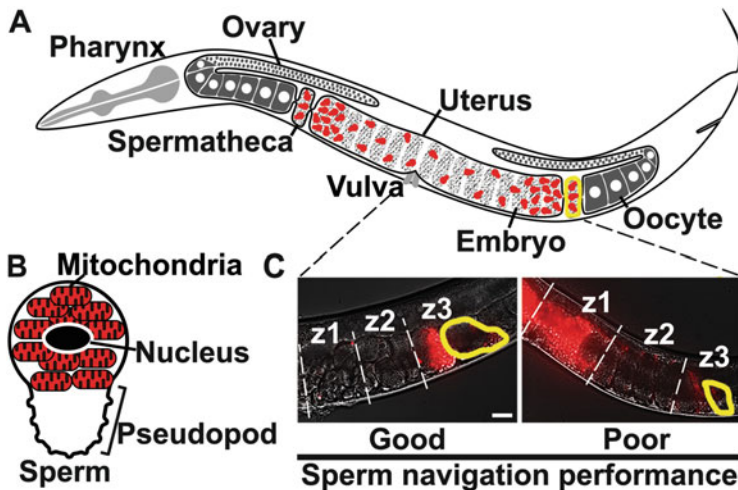 A
Pharynx
Ovary
Uterus
Spermatheca
Vulva
Embryo
Oocyte
B
Mitochondria
Nucleus
Pseudopod
Sperm
C
z1 z2 z3
z1 z2 z3
Good Poor
Sperm navigation performance